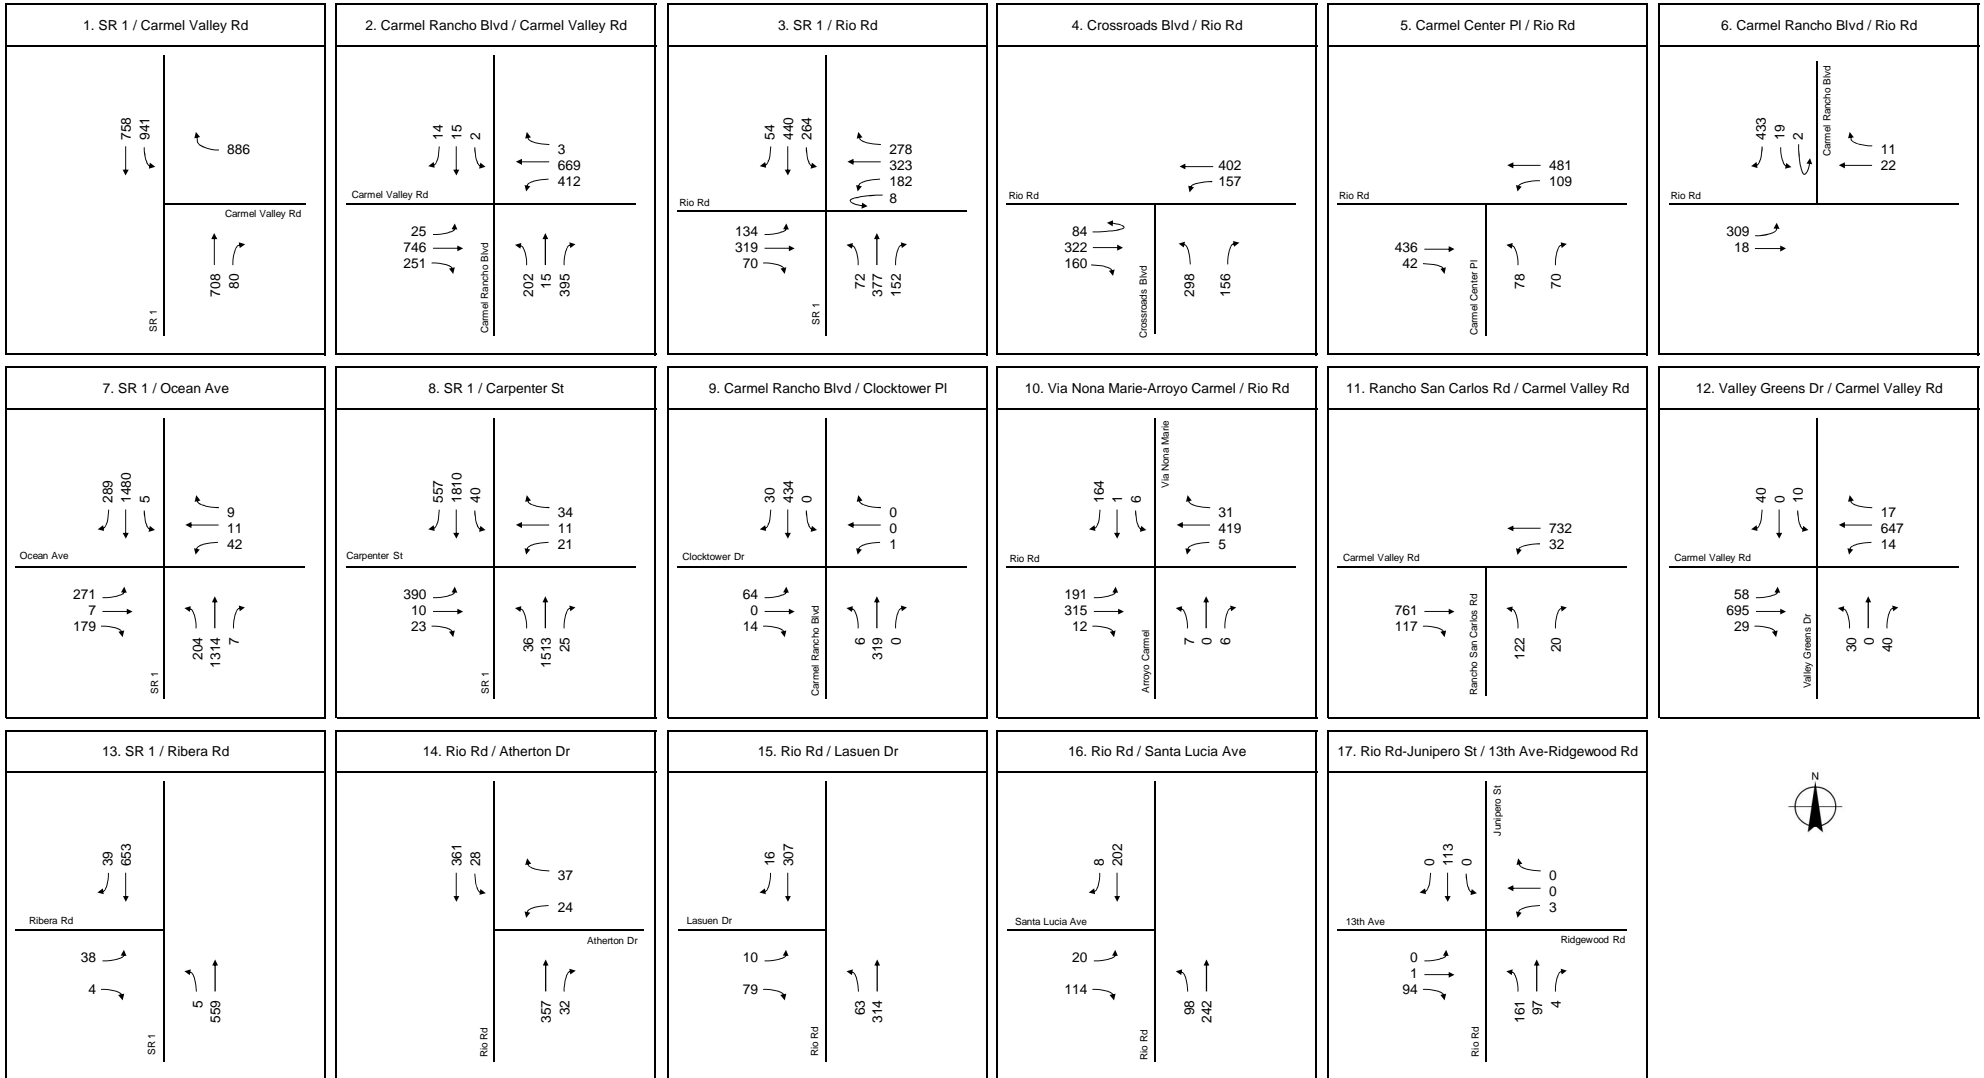 1. SR 1 / Carmel Valley Rd
758
941
886
Carmel Valley Rd
708
80
SR 1
2. Carmel Rancho Blvd / Carmel Valley Rd
14
15
2
3
669
412
Carmel Valley Rd
25
746
251
202
15
395
Carmel Rancho Blvd
3. SR 1 / Rio Rd
54
440
264
278
323
182
8
Rio Rd
134
319
70
72
377
152
SR 1
4. Crossroads Blvd / Rio Rd
402
157
Rio Rd
84
322
160
298
156
Crossroads Blvd
5. Carmel Center Pl / Rio Rd
481
109
Rio Rd
436
42
78
70
Carmel Center Pl
6. Carmel Rancho Blvd / Rio Rd
Carmel Rancho Blvd
433
19
2
11
22
Rio Rd
309
18
7. SR 1 / Ocean Ave
289
1480
5
9
11
42
Ocean Ave
271
7
179
204
1314
7
SR 1
8. SR 1 / Carpenter St
557
1810
40
34
11
21
Carpenter St
390
10
23
36
1513
25
SR 1
9. Carmel Rancho Blvd / Clocktower Pl
30
434
0
0
0
1
Clocktower Dr
64
0
14
6
319
0
Carmel Rancho Blvd
10. Via Nona Marie-Arroyo Carmel / Rio Rd
Via Nona Marie
164
1
6
31
419
5
Rio Rd
191
315
12
7
0
6
Arroyo Carmel
11. Rancho San Carlos Rd / Carmel Valley Rd
732
32
Carmel Valley Rd
761
117
122
20
Rancho San Carlos Rd
12. Valley Greens Dr / Carmel Valley Rd
40
0
10
17
647
14
Carmel Valley Rd
58
695
29
30
0
40
Valley Greens Dr
13. SR 1 / Ribera Rd
39
653
Ribera Rd
38
4
5
559
SR 1
14. Rio Rd / Atherton Dr
361
28
37
24
Atherton Dr
357
32
Rio Rd
15. Rio Rd / Lasuen Dr
16
307
Lasuen Dr
10
79
63
314
Rio Rd
16. Rio Rd / Santa Lucia Ave
8
202
Santa Lucia Ave
20
114
98
242
Rio Rd
17. Rio Rd-Junipero St / 13th Ave-Ridgewood Rd
Junipero St
0
113
0
0
0
3
13th Ave
Ridgewood Rd
0
1
94
161
97
4
Rio Rd
N